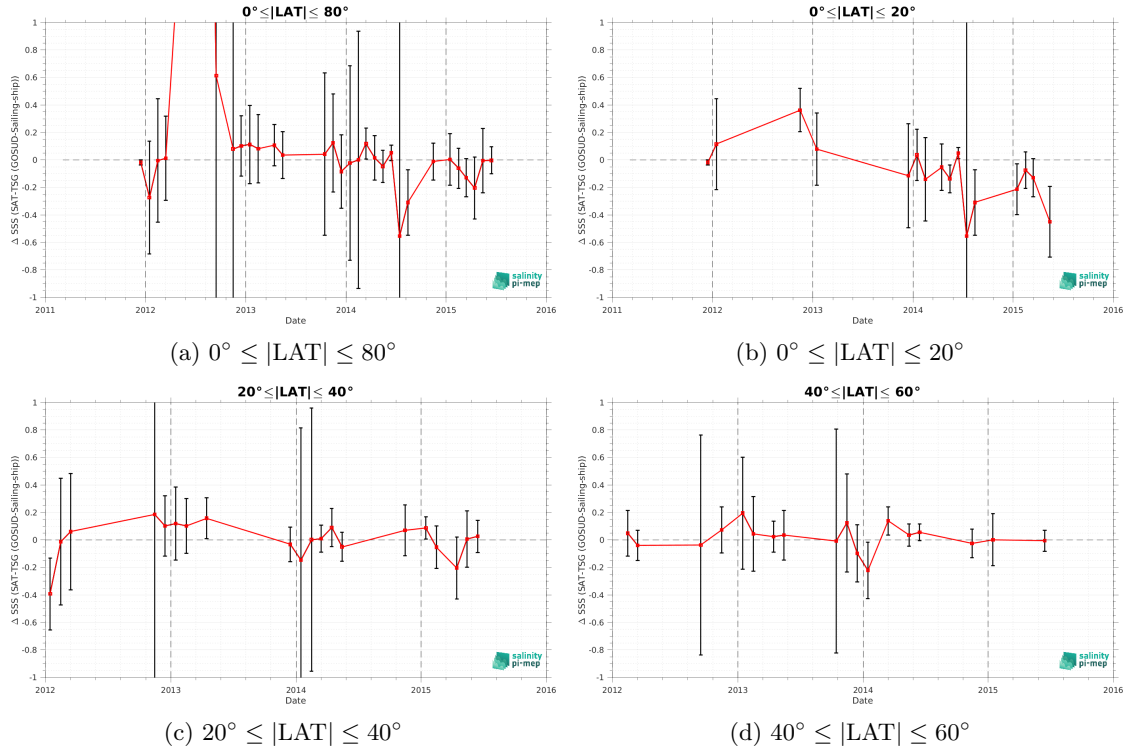 0°≤|LAT|≤ 80°
Δ SSS (SAT-TSG (GOSUD-Sailing-ship))
1
0.8
0.6
0.4
0.2
0
-0.2
-0.4
-0.6
-0.8
-1
2011
2012
2013
2014
2015
2016
Date
salinity
pi-mep
(a) 0° ≤ |LAT| ≤ 80°
0°≤|LAT|≤ 20°
Δ SSS (SAT-TSG (GOSUD-Sailing-ship))
1
0.8
0.6
0.4
0.2
0
-0.2
-0.4
-0.6
-0.8
-1
2011
2012
2013
2014
2015
2016
Date
salinity
pi-mep
(b) 0° ≤ |LAT| ≤ 20°
20°≤|LAT|≤ 40°
Δ SSS (SAT-TSG (GOSUD-Sailing-ship))
1
0.8
0.6
0.4
0.2
0
-0.2
-0.4
-0.6
-0.8
-1
2012
2013
2014
2015
2016
Date
salinity
pi-mep
(c) 20° ≤ |LAT| ≤ 40°
40°≤|LAT|≤ 60°
Δ SSS (SAT-TSG (GOSUD-Sailing-ship))
1
0.8
0.6
0.4
0.2
0
-0.2
-0.4
-0.6
-0.8
-1
2012
2013
2014
2015
2016
Date
salinity
pi-mep
(d) 40° ≤ |LAT| ≤ 60°